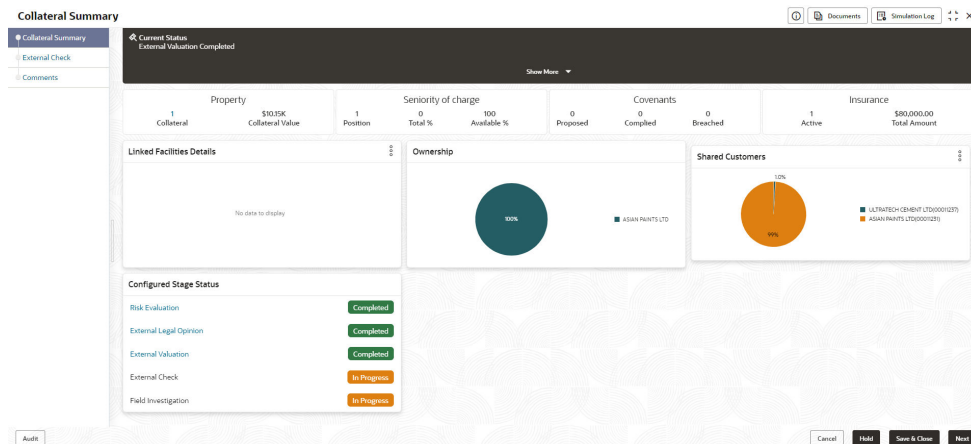 Collateral Summary
Documents
Simulation Log
Collateral Summary
External Check
Comments
Current Status
External Valuation Completed
Show More
Property
1
Collateral
$10.15K
Collateral Value
Seniority of charge
1
Position
0
Total %
100
Available %
Covenants
0
Proposed
0
Complied
0
Breached
Insurance
1
Active
$80,000.00
Total Amount
Linked Facilities Details
No data to display
Ownership
100%
ASIAN PAINTS LTD
Shared Customers
1.0%
99%
ULTRATECH CEMENT LTD(00011237)
ASIAN PAINTS LTD(00011231)
Configured Stage Status
Risk Evaluation Completed
External Legal Opinion Completed
External Valuation Completed
External Check In Progress
Field Investigation In Progress
Audit
Cancel
Hold
Save & Close
Next